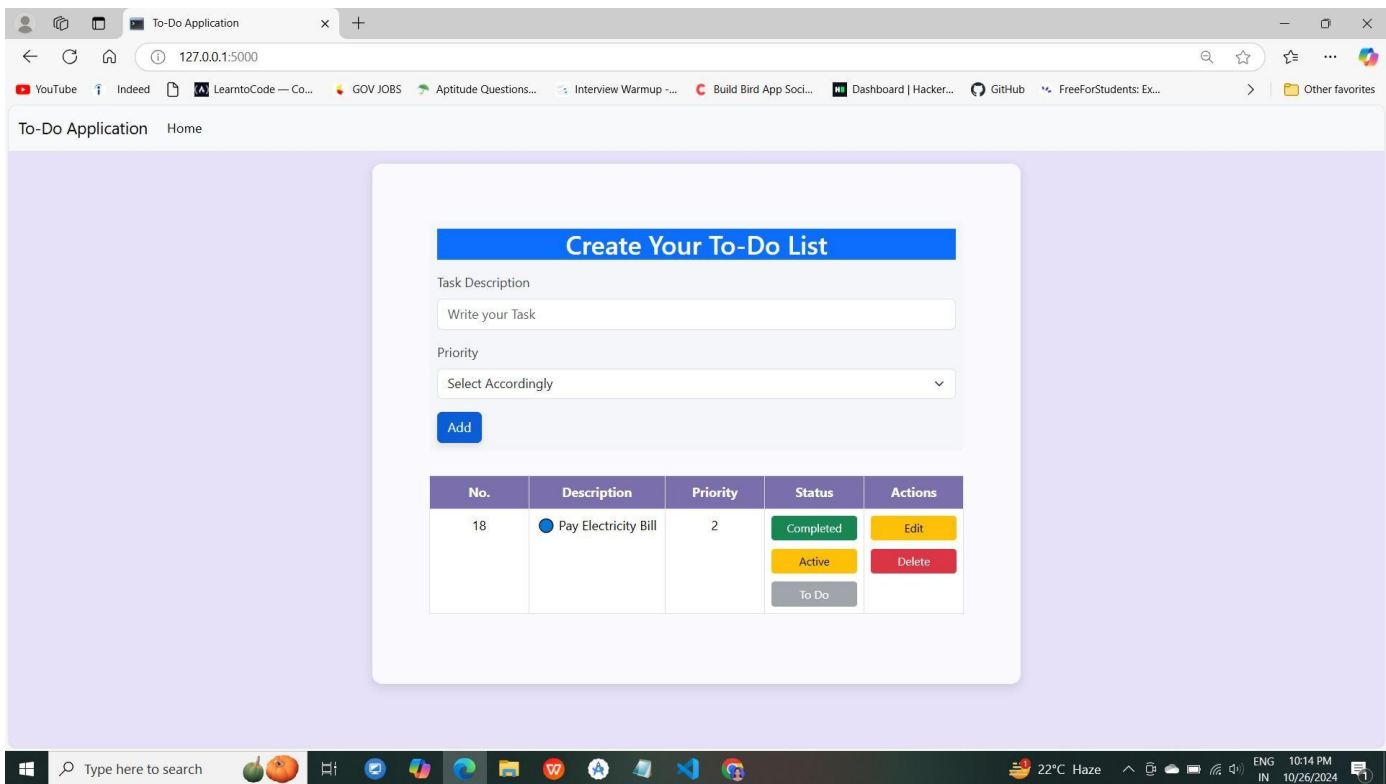 To-Do Application
127.0.0.1:5000
YouTube Indeed LearntoCode — Co... GOV JOBS Aptitude Questions... Interview Warmup -... Build Bird App Soci... Dashboard | Hacker... GitHub FreeForStudents: Ex... Other favorites
To-Do Application Home
Create Your To-Do List
Task Description
Write your Task
Priority
Select Accordingly
Add
No. Description Priority Status Actions
18 Pay Electricity Bill 2 Completed Edit
Active Delete
To Do
Type here to search
22°C Haze
ENG 10:14 PM
IN 10/26/2024